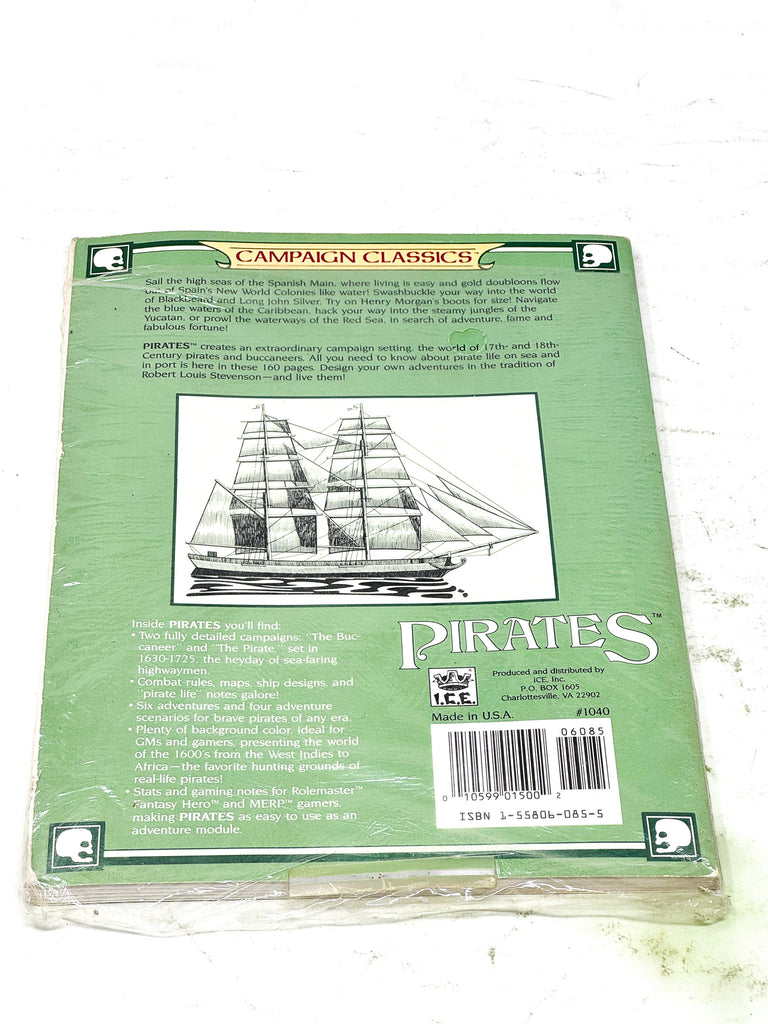 CAMPAIGN CLASSICS
Sail the high seas of the Spanish Main, where living is easy and gold doubloons flow
out of Spain's New World Colonies like water! Swashbuckle your way into the world
of Blackbeard and Long John Silver. Try on Henry Morgan's boots for size! Navigate
the blue waters of the Caribbean, hack your way into the steamy jungles of the
Yucatan, or prowl the waterways of the Red Sea, in search of adventure, fame and
fabulous fortune!
PIRATES™ creates an extraordinary campaign setting, the world of 17th- and 18th-
Century pirates and buccaneers. All you need to know about pirate life on sea and
in port is here in these 160 pages. Design your own adventures in the tradition of
Robert Louis Stevenson—and live them!
Inside PIRATES you'll find:
• Two fully detailed campaigns: "The Buc-
caneer" and "The Pirate," set in
1630-1725, the heyday of sea-faring
highwaymen.
• Combat rules, maps, ship designs, and
"pirate life" notes galore!
• Six adventures and four adventure
scenarios for brave pirates of any era.
• Plenty of background color, ideal for
GMs and gamers, presenting the world
of the 1600's from the West Indies to
Africa—the favorite hunting grounds of
real-life pirates!
• Stats and gaming notes for Rolemaster™
Fantasy Hero™ and MERP™ gamers,
making PIRATES as easy to use as an
adventure module.
PIRATES™
I.C.E.
Produced and distributed by
ICE, Inc.
P.O. BOX 1605
Charlottesville, VA 22902
Made in U.S.A. #1040
06085
0 10599 01500 2
ISBN 1-55806-085-5